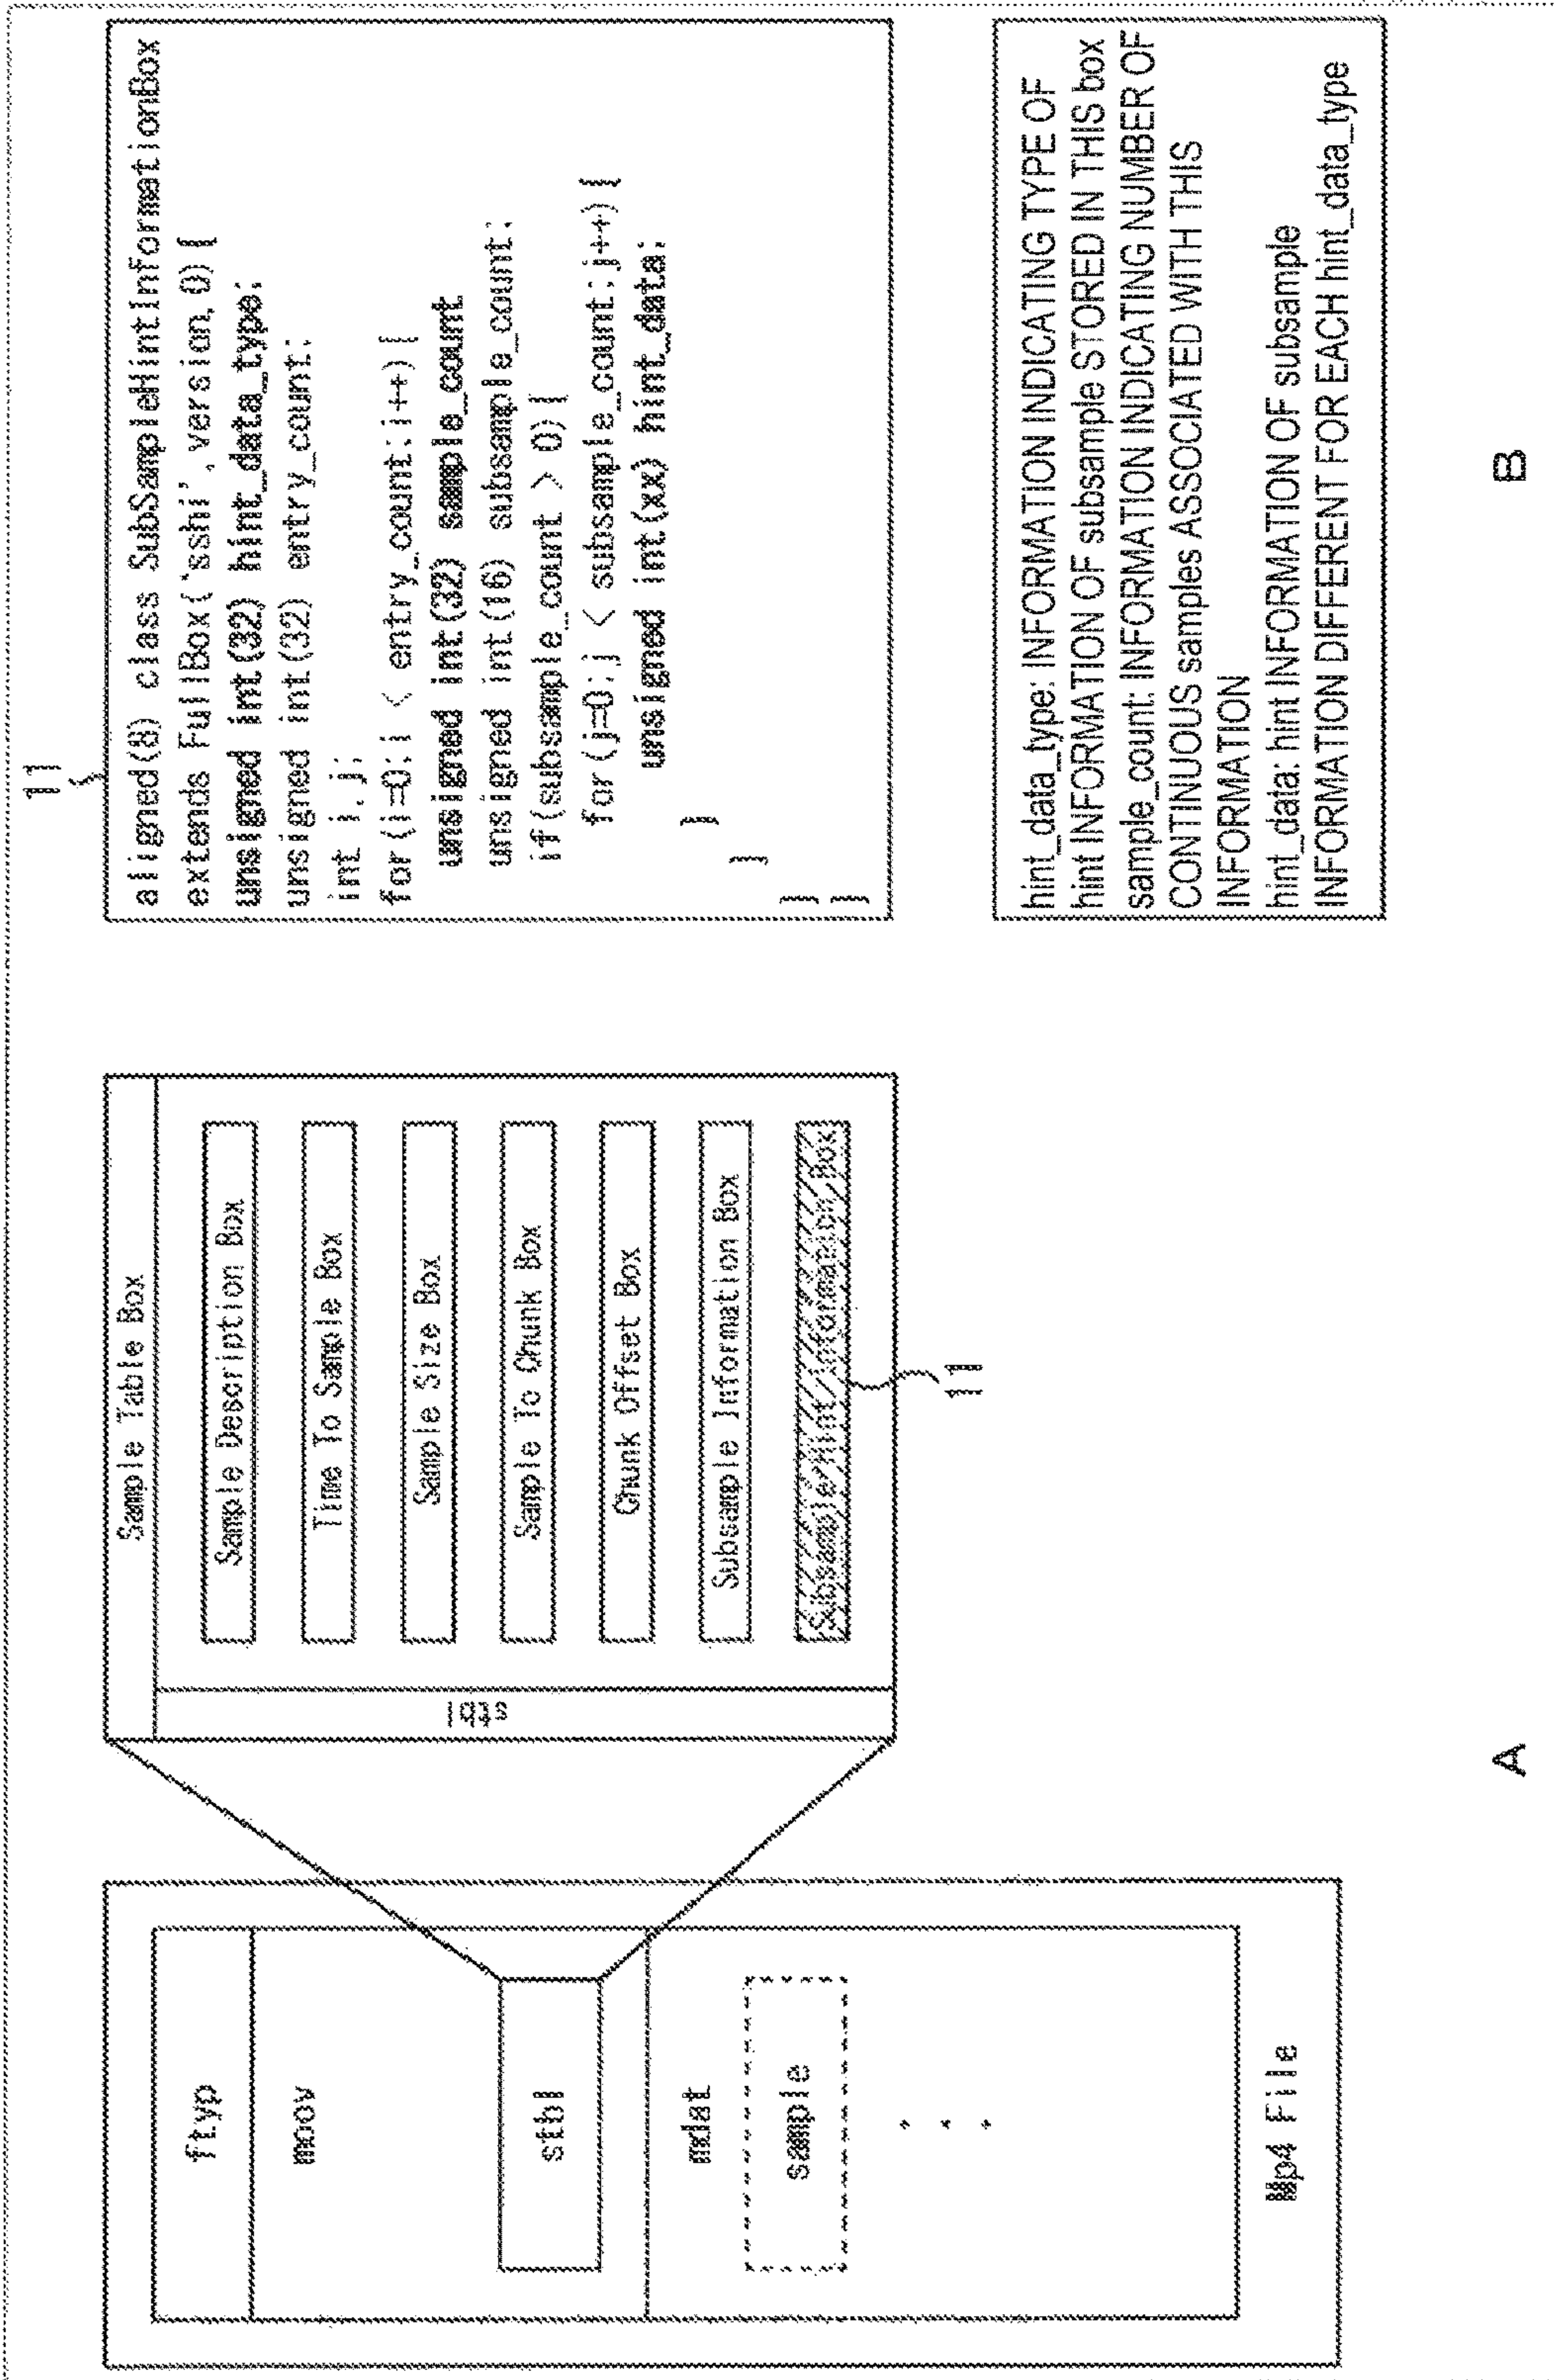 ftyp
moov
stbl
mdat
sample
Mp4 File
Sample Table Box
stbl
Sample Description Box
Time To Sample Box
Sample Size Box
Sample To Chunk Box
Chunk Offset Box
Subsample Information Box
Subsample Hint Information Box
11
A
11
aligned(8) class SubSampleHintInformationBox
extends FullBox('sshi', version, 0) {
unsigned int(32) hint_data_type;
unsigned int(32) entry_count;
int i,j;
for (i=0; i < entry_count; i++) {
unsigned int(32) sample_count
unsigned int(16) subsample_count;
if(subsample_count > 0) {
for (j=0; j < subsample_count; j++) {
unsigned int(xx) hint_data;
}
}
}
}
hint_data_type: INFORMATION INDICATING TYPE OF
hint INFORMATION OF subsample STORED IN THIS box
sample_count: INFORMATION INDICATING NUMBER OF
CONTINUOUS samples ASSOCIATED WITH THIS
INFORMATION
hint_data: hint INFORMATION OF subsample
INFORMATION DIFFERENT FOR EACH hint_data_type
B